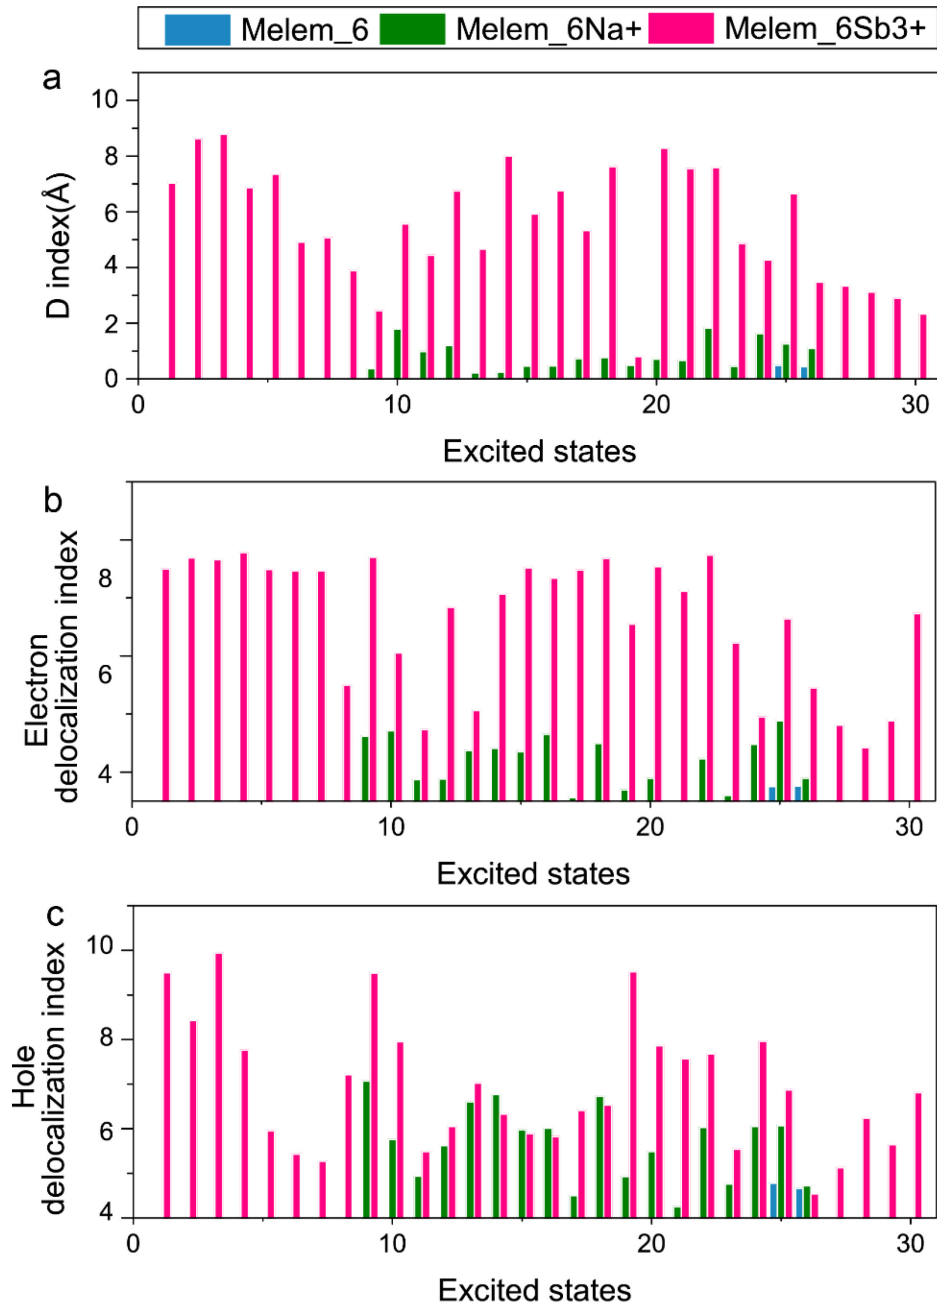 Melem_6 Melem_6Na+ Melem_6Sb3+
a
10
8
6
4
2
0
D index(Å)
0 10 20 30
Excited states
b
8
6
4
Electron
delocalization index
0 10 20 30
Excited states
c
10
8
6
4
Hole
delocalization index
0 10 20 30
Excited states